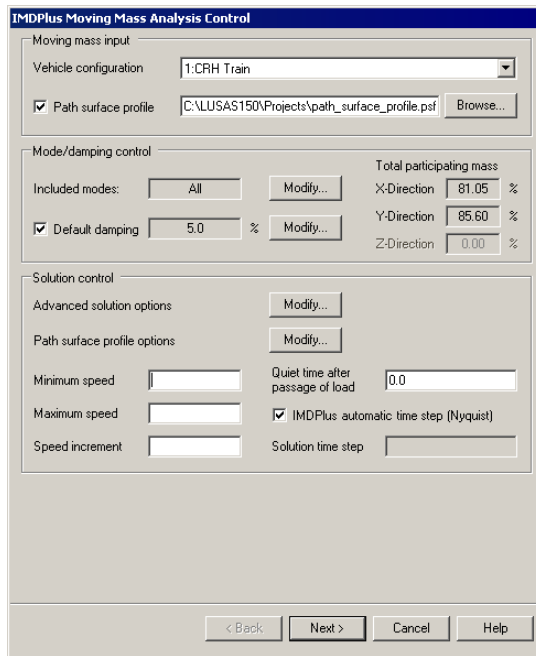 IMDPlus Moving Mass Analysis Control
Moving mass input
Vehicle configuration 1:CRH Train
Path surface profile C:\LUSAS150\Projects\path_surface_profile.psf Browse...
Mode/damping control
Total participating mass
Included modes: All Modify... X-Direction 81.05 %
Default damping 5.0 % Modify... Y-Direction 85.60 %
Z-Direction 0.00 %
Solution control
Advanced solution options Modify...
Path surface profile options Modify...
Minimum speed Quiet time after
passage of load 0.0
Maximum speed IMDPlus automatic time step (Nyquist)
Speed increment Solution time step
< Back Next > Cancel Help